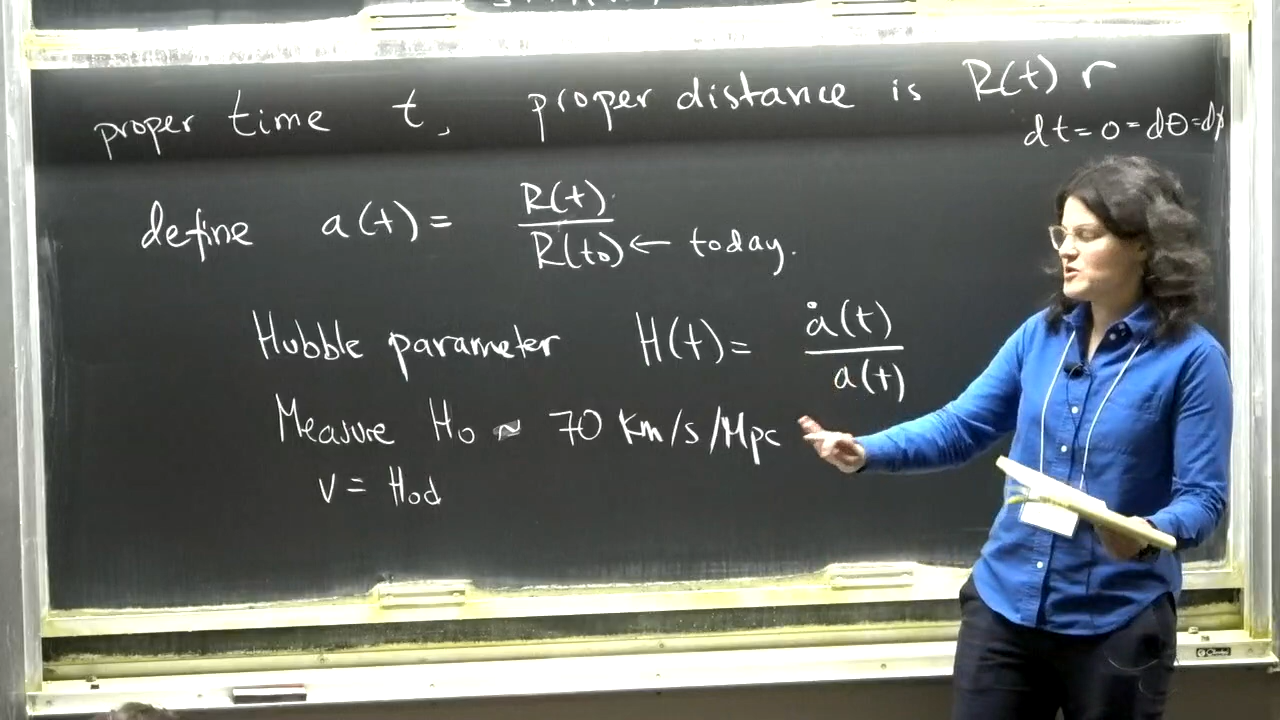 proper time t, proper distance is R(t) r
dt = 0 = dθ = dϕ
define a(t) = R(t) / R(t₀) ← today.
Hubble parameter H(t) = ȧ(t) / a(t)
Measure H₀ ≈ 70 km/s/Mpc
v = H₀d